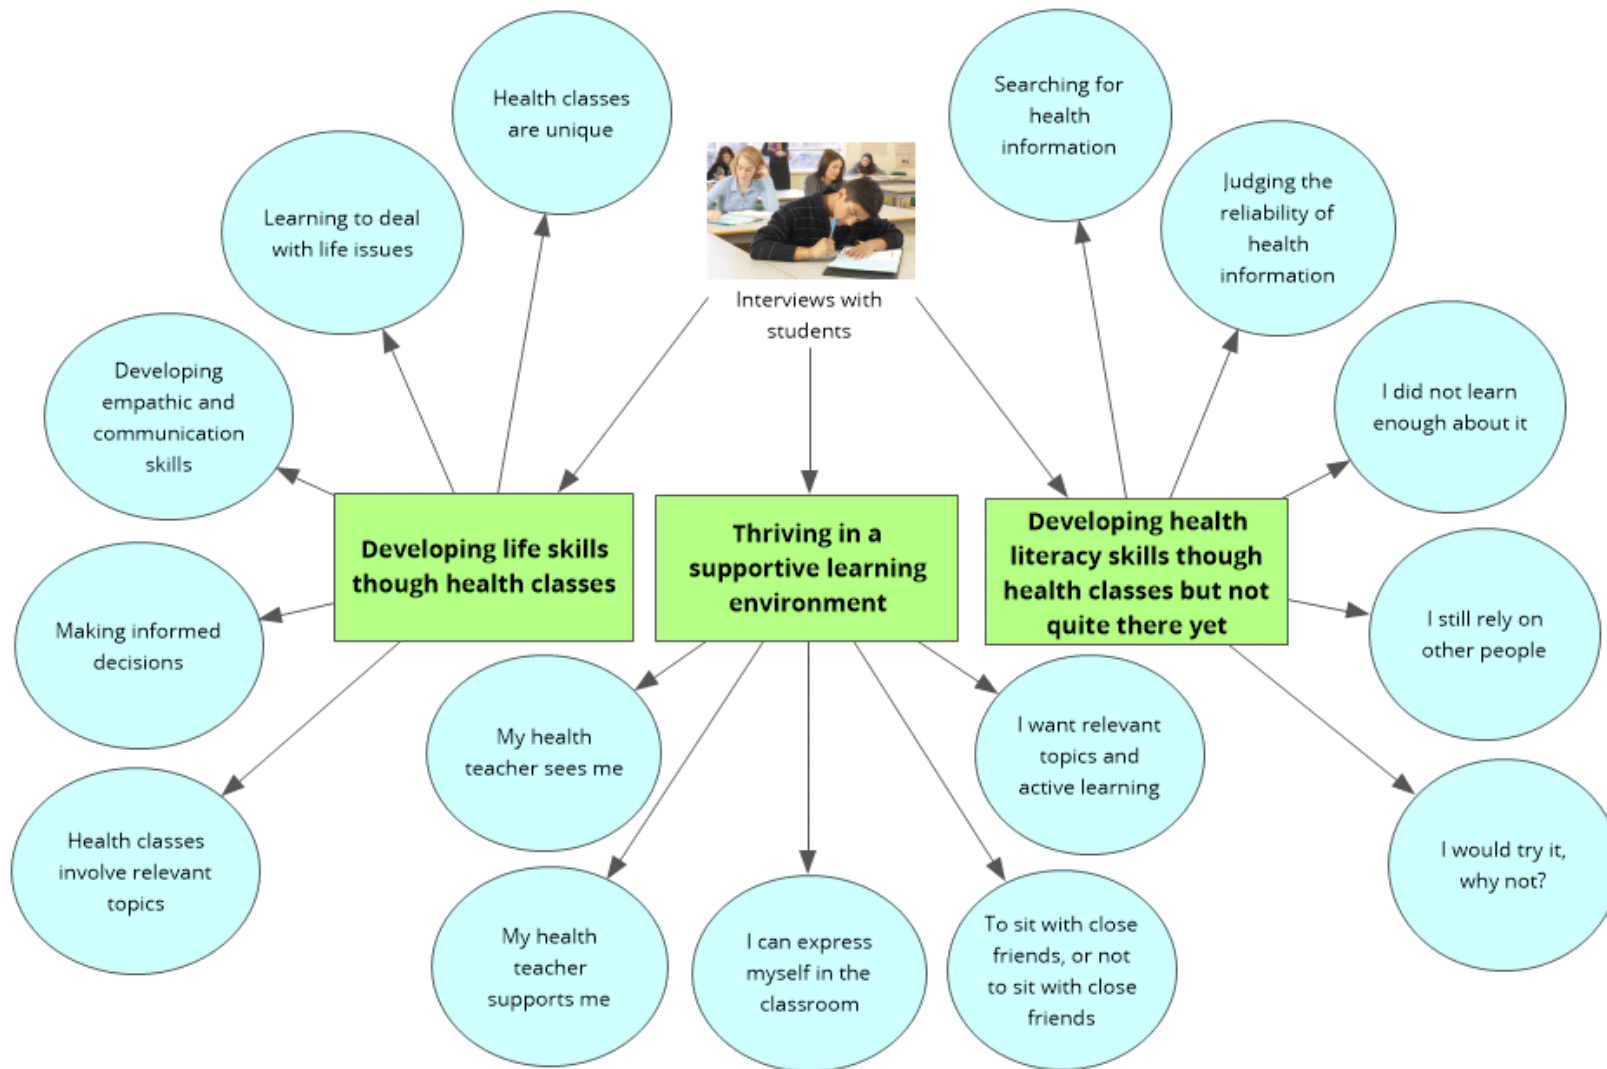 Health classes
are unique
Searching for
health
information
Learning to deal
with life issues
Judging the
reliability of
health
information
Interviews with
students
Developing
empathic and
communication
skills
I did not learn
enough about it
Developing life skills
though health classes
Thriving in a
supportive learning
environment
Developing health
literacy skills though
health classes but not
quite there yet
Making informed
decisions
I still rely on
other people
My health
teacher sees me
I want relevant
topics and
active learning
Health classes
involve relevant
topics
I would try it,
why not?
My health
teacher
supports me
I can express
myself in the
classroom
To sit with close
friends, or not
to sit with close
friends